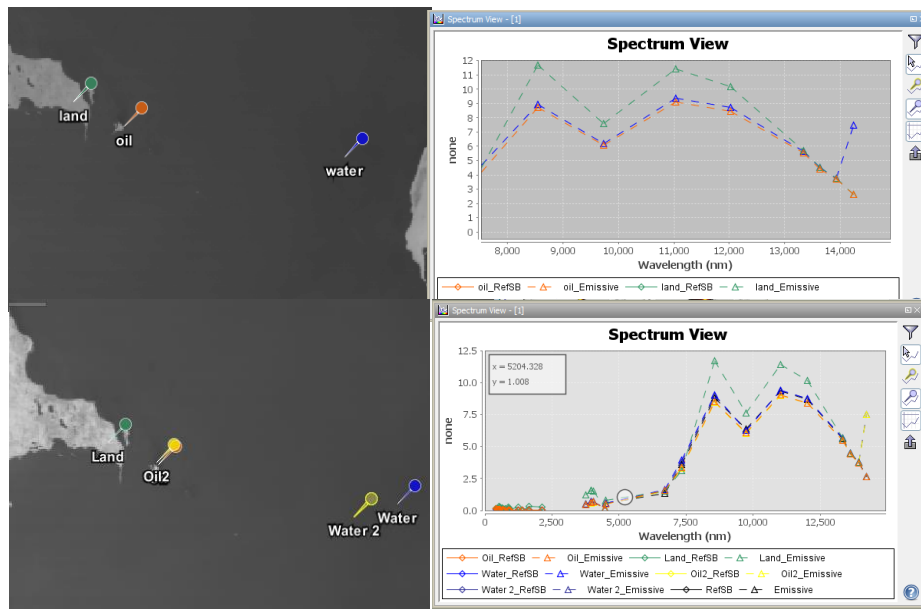 land
oil
water
Spectrum View - [1]
Spectrum View
12
11
10
9
8
7
6
5
4
3
2
1
0
none
8,000 9,000 10,000 11,000 12,000 13,000 14,000
Wavelength (nm)
oil_RefSB oil_Emissive land_RefSB land_Emissive
Land
Oil2
Water 2
Water
Spectrum View - [1]
Spectrum View
12.5
10.0
7.5
5.0
2.5
0.0
none
x = 5204.328
y = 1.008
0 2,500 5,000 7,500 10,000 12,500
Wavelength (nm)
Oil_RefSB Oil_Emissive Land_RefSB Land_Emissive
Water_RefSB Water_Emissive Oil2_RefSB Oil2_Emissive
Water 2_RefSB Water 2_Emissive RefSB Emissive